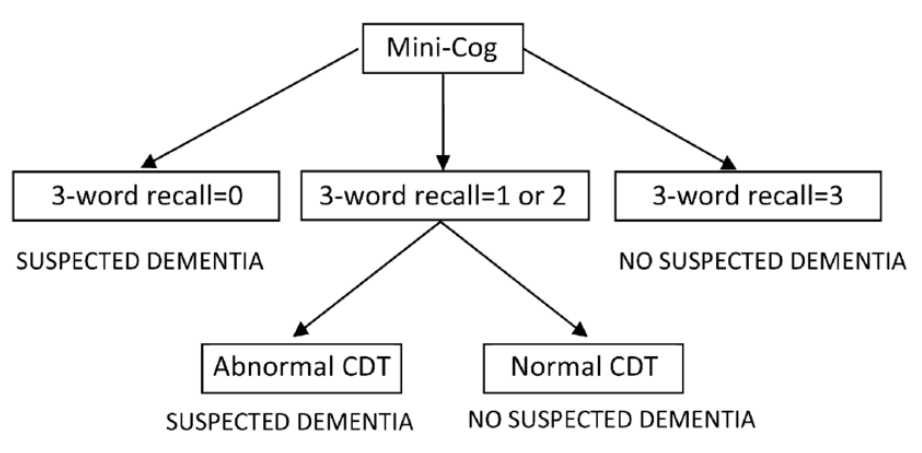 Mini-Cog
3-word recall=0
3-word recall=1 or 2
3-word recall=3
SUSPECTED DEMENTIA
NO SUSPECTED DEMENTIA
Abnormal CDT
Normal CDT
SUSPECTED DEMENTIA
NO SUSPECTED DEMENTIA